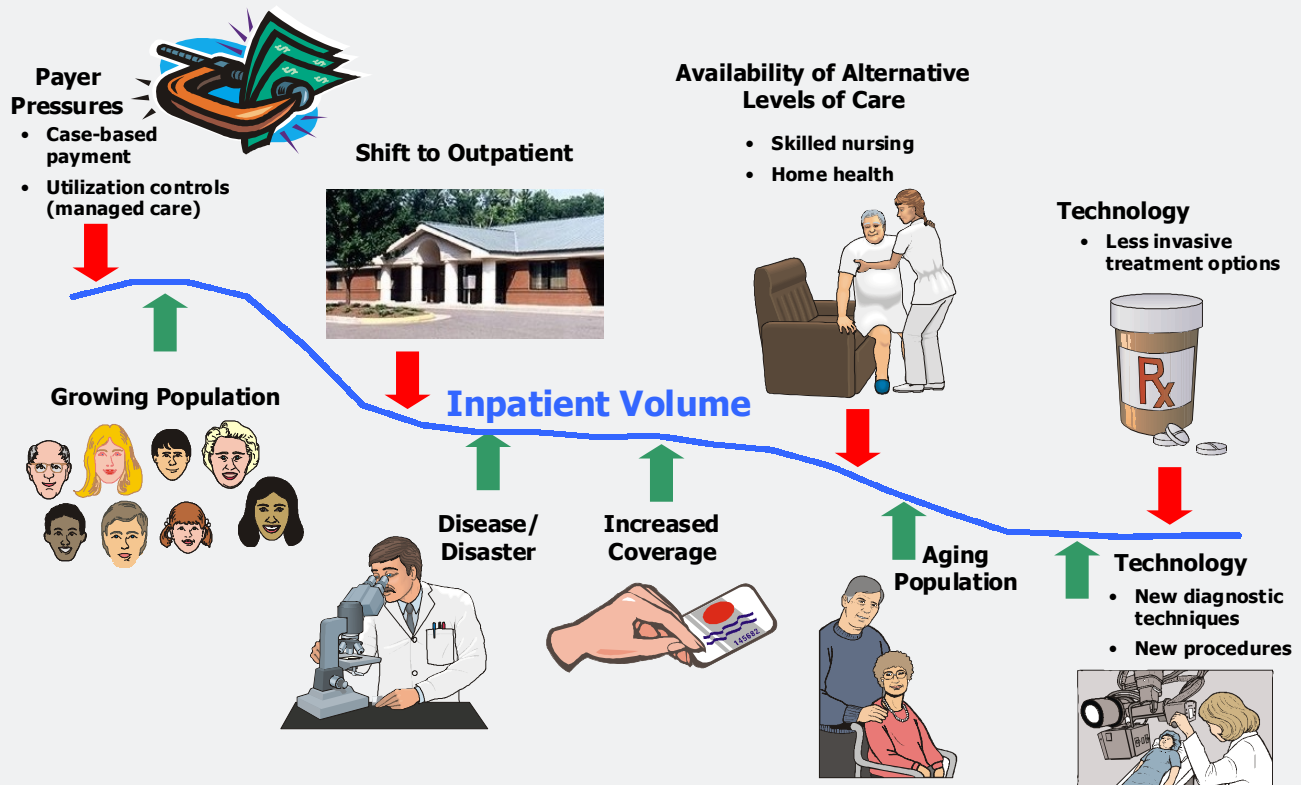 Payer
Pressures
• Case-based
payment
• Utilization controls
(managed care)
Shift to Outpatient
Availability of Alternative
Levels of Care
• Skilled nursing
• Home health
Technology
• Less invasive
treatment options
Rx
Growing Population
Inpatient Volume
Disease/
Disaster
Increased
Coverage
145682
Aging
Population
Technology
• New diagnostic
techniques
• New procedures